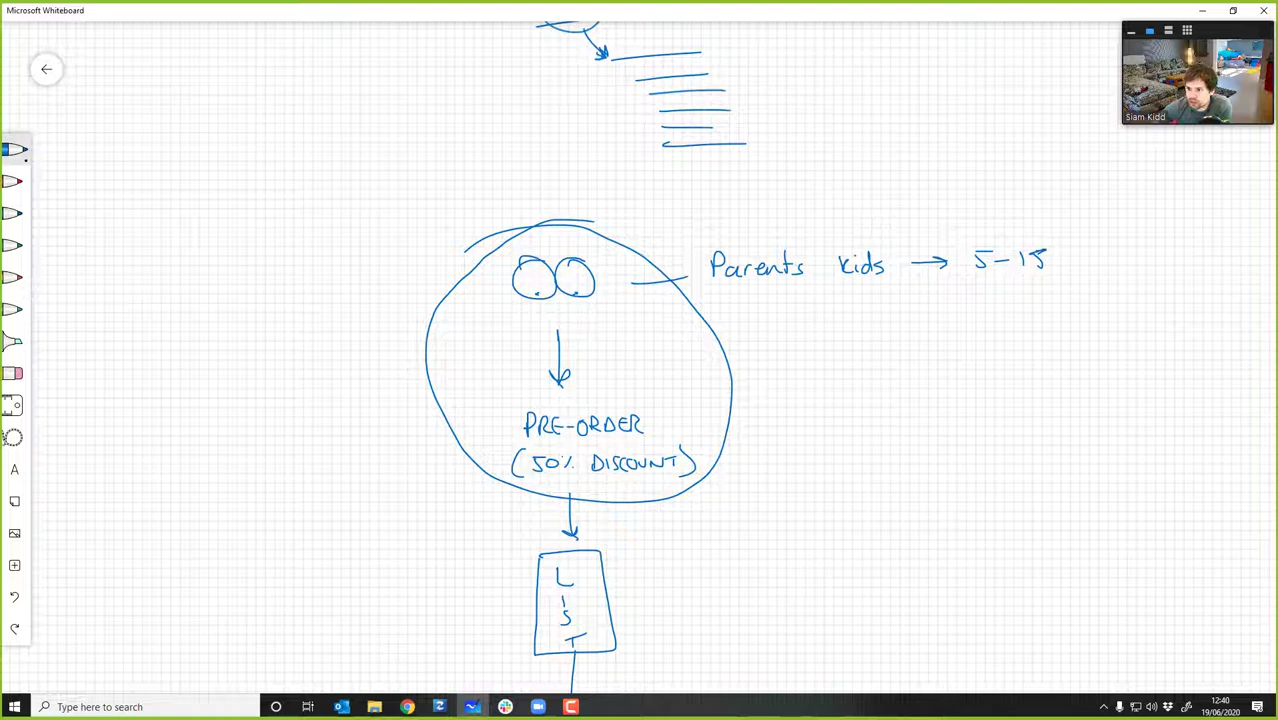 Microsoft Whiteboard
Siam Kidd
Parents kids → 5-15
PRE-ORDER
(50% DISCOUNT)
L
I
S
T
A
Type here to search
12:40
19/06/2020